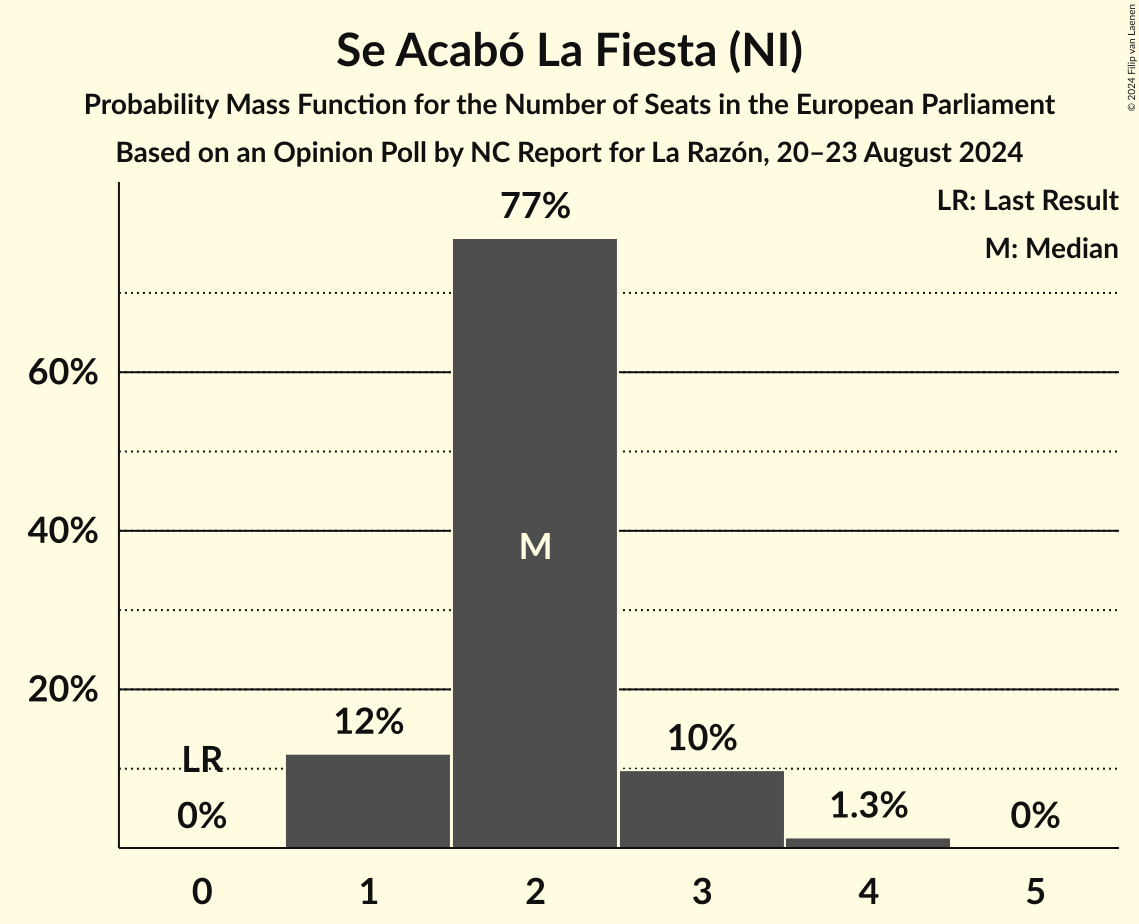 Se Acabó La Fiesta (NI)
Probability Mass Function for the Number of Seats in the European Parliament
Based on an Opinion Poll by NC Report for La Razón, 20–23 August 2024
© 2024 Filip van Laenen
LR: Last Result
M: Median
77%
60%
40%
M
20%
12%
10%
LR
1.3%
0%
0%
0 1 2 3 4 5